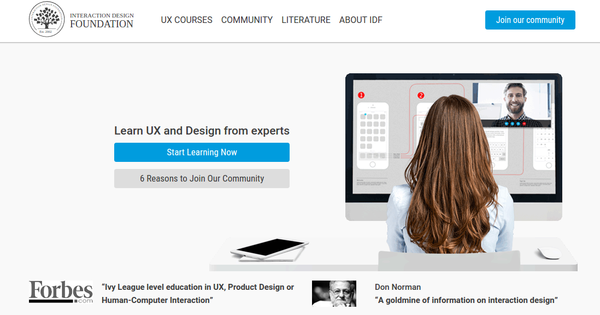 INTERACTION DESIGN
FOUNDATION
UX COURSES COMMUNITY LITERATURE ABOUT IDF
Join our community
Learn UX and Design from experts
Start Learning Now
6 Reasons to Join Our Community
1
2
Forbes
.com
"Ivy League level education in UX, Product Design or
Human-Computer Interaction"
Don Norman
"A goldmine of information on interaction design"